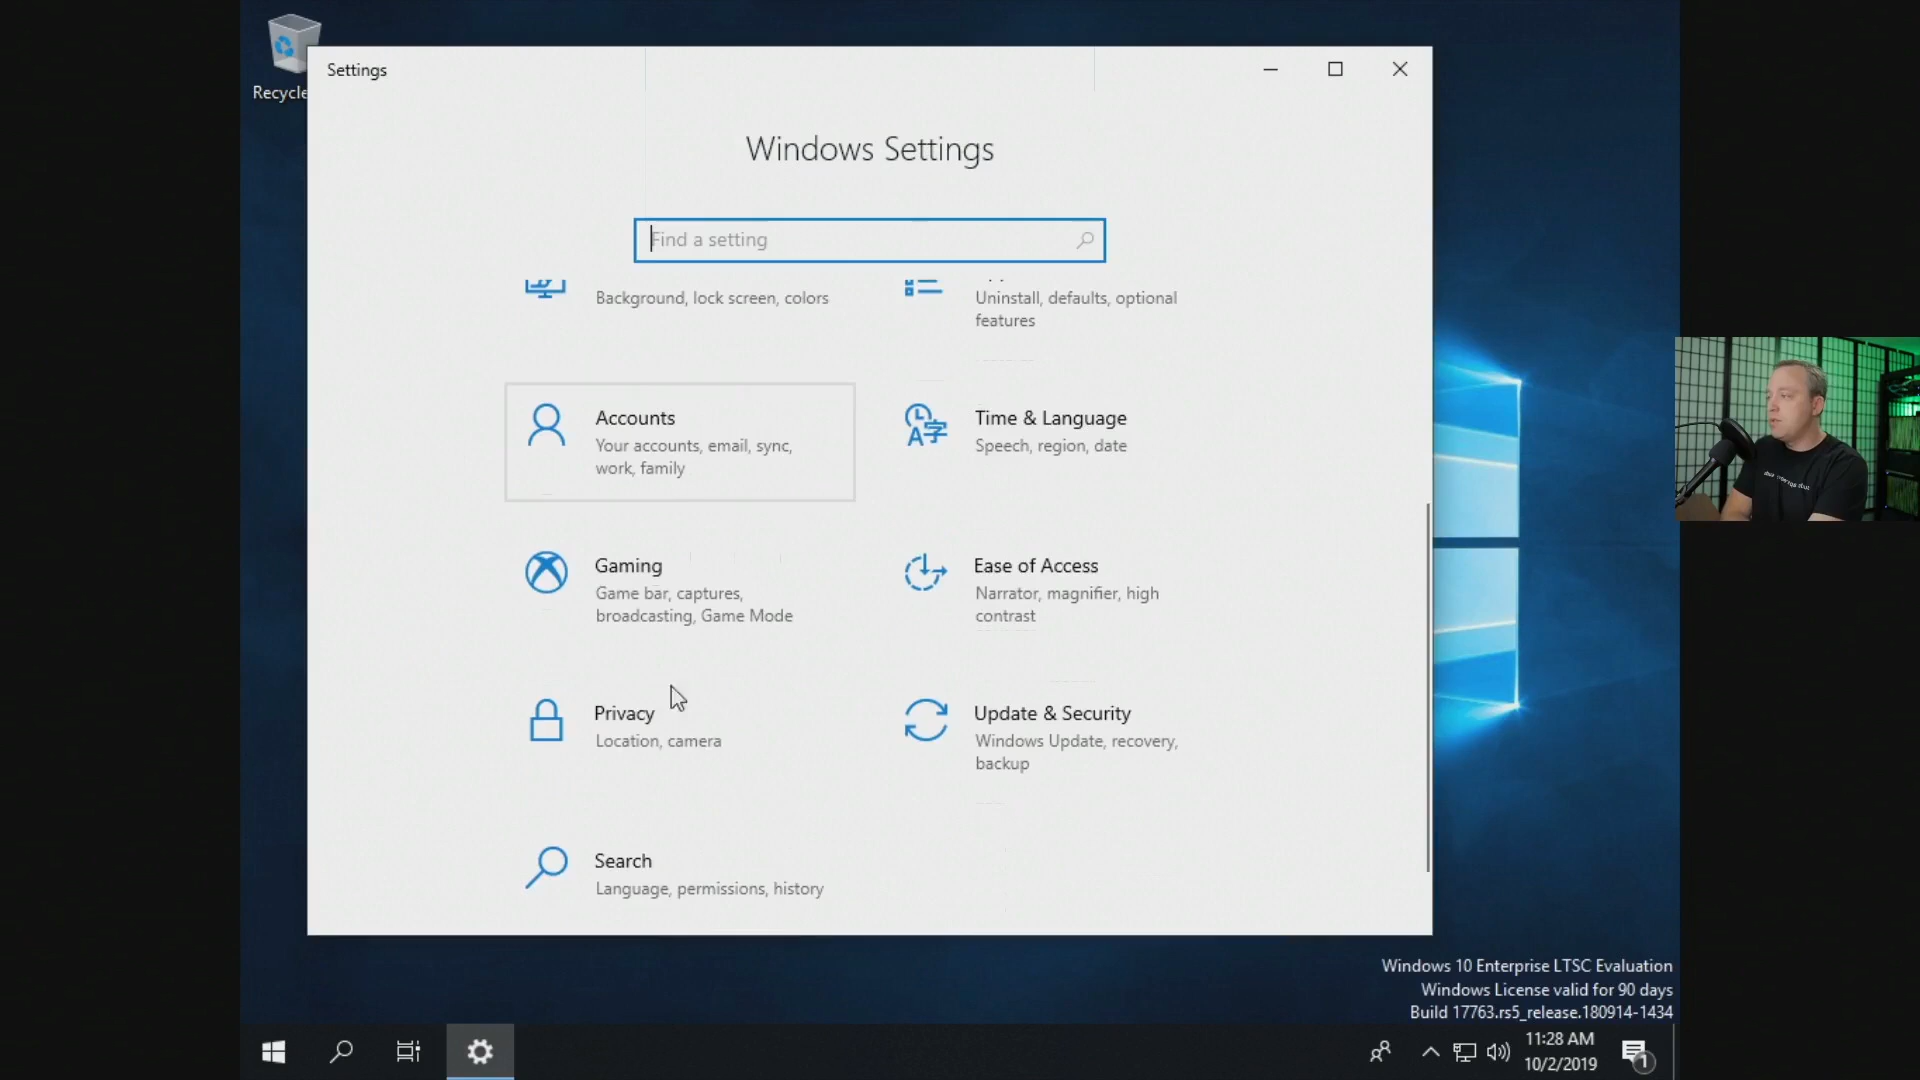 Recycle
Settings
Windows Settings
Find a setting
Background, lock screen, colors
Uninstall, defaults, optional
features
Accounts
Your accounts, email, sync,
work, family
Time & Language
Speech, region, date
Gaming
Game bar, captures,
broadcasting, Game Mode
Ease of Access
Narrator, magnifier, high
contrast
Privacy
Location, camera
Update & Security
Windows Update, recovery,
backup
Search
Language, permissions, history
Windows 10 Enterprise LTSC Evaluation
Windows License valid for 90 days
Build 17763.rs5_release.180914-1434
11:28 AM
10/2/2019
1